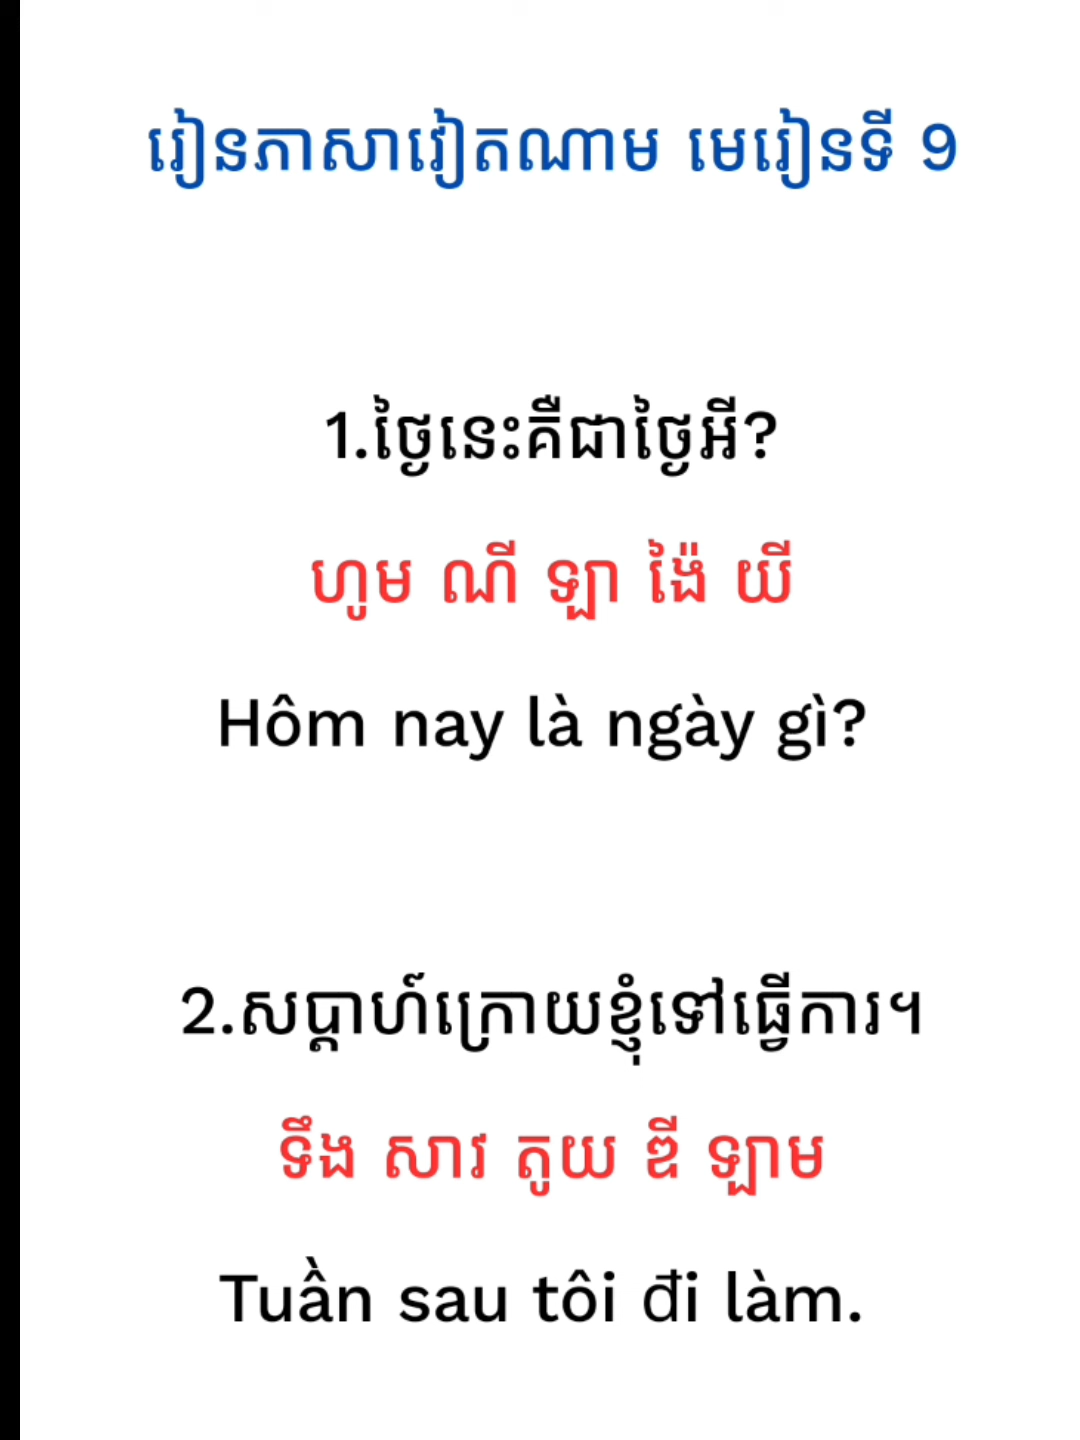 រៀនភាសាវៀតណាម មេរៀនទី 9
1.ថ្ងៃនេះគឺជាថ្ងៃអី?
ហូម ណី ឡា ង៉ៃ យី
Hôm nay là ngày gì?
2.សប្តាហ៍ក្រោយខ្ញុំទៅធ្វើការ។
ទឹង សាវ តូយ ឌី ឡាម
Tuần sau tôi đi làm.